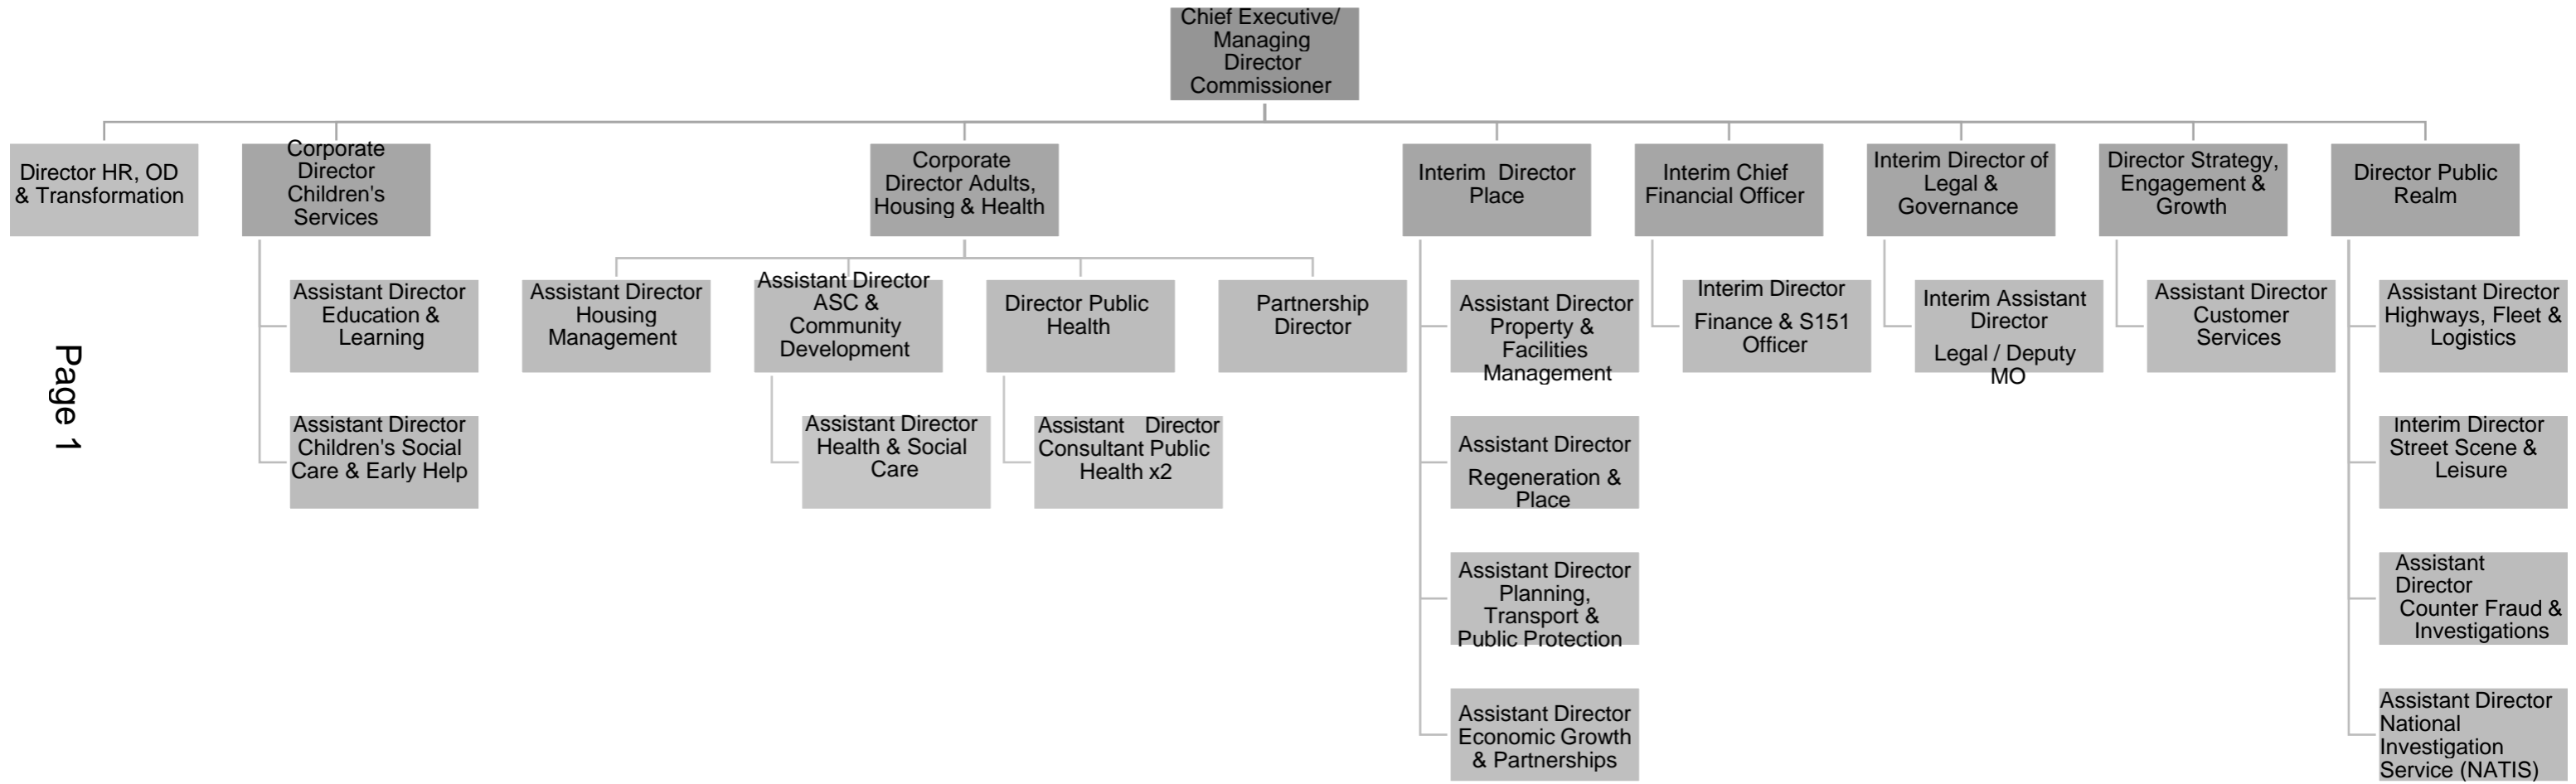 Chief Executive/
Managing
Director
Commissioner
Director HR, OD
& Transformation
Corporate
Director
Children's
Services
Corporate
Director Adults,
Housing & Health
Interim Director
Place
Interim Chief
Financial Officer
Interim Director of
Legal &
Governance
Director Strategy,
Engagement &
Growth
Director Public
Realm
Assistant Director
Education &
Learning
Assistant Director
Housing
Management
Assistant Director
ASC &
Community
Development
Director Public
Health
Partnership
Director
Assistant Director
Property &
Facilities
Management
Interim Director
Finance & S151
Officer
Interim Assistant
Director
Legal / Deputy
MO
Assistant Director
Customer
Services
Assistant Director
Highways, Fleet &
Logistics
Assistant Director
Children's Social
Care & Early Help
Assistant Director
Health & Social
Care
Assistant Director
Consultant Public
Health x2
Assistant Director
Regeneration &
Place
Interim Director
Street Scene &
Leisure
Assistant Director
Planning,
Transport &
Public Protection
Assistant
Director
Counter Fraud &
Investigations
Assistant Director
Economic Growth
& Partnerships
Assistant Director
National
Investigation
Service (NATIS)
Page 1